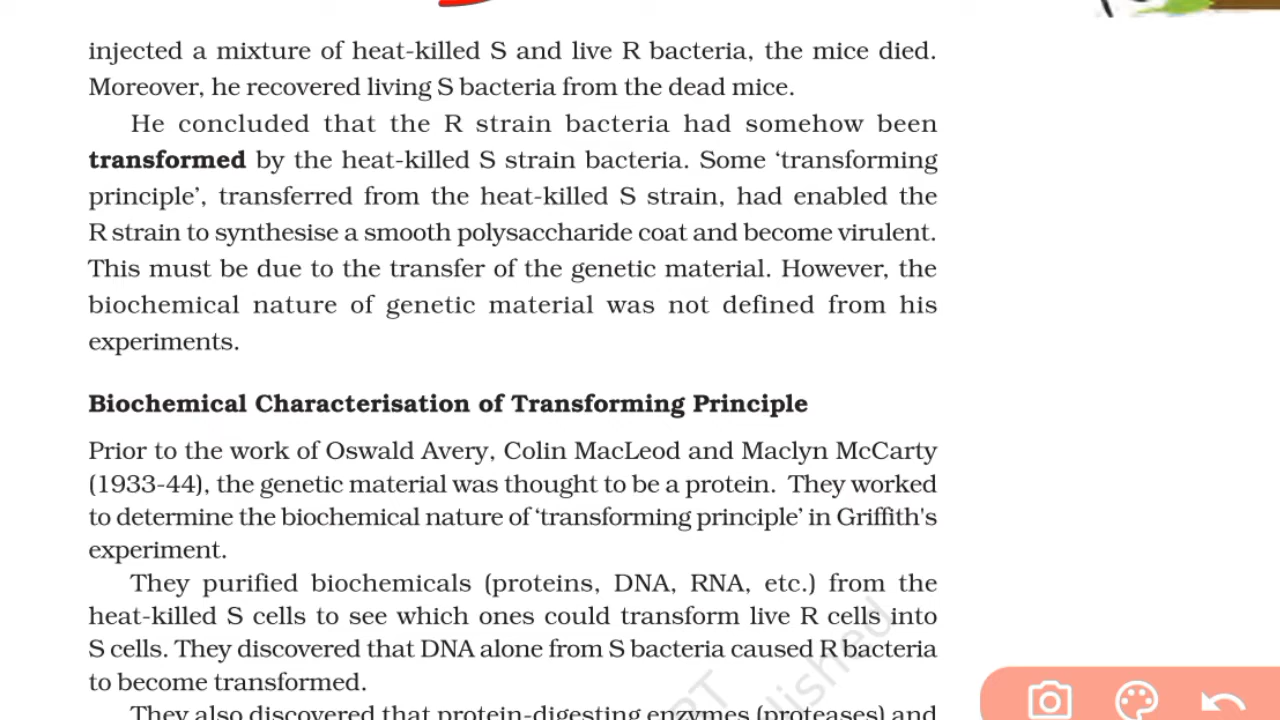 injected a mixture of heat-killed S and live R bacteria, the mice died.
Moreover, he recovered living S bacteria from the dead mice.
He concluded that the R strain bacteria had somehow been
transformed by the heat-killed S strain bacteria. Some ‘transforming
principle’, transferred from the heat-killed S strain, had enabled the
R strain to synthesise a smooth polysaccharide coat and become virulent.
This must be due to the transfer of the genetic material. However, the
biochemical nature of genetic material was not defined from his
experiments.
Biochemical Characterisation of Transforming Principle
Prior to the work of Oswald Avery, Colin MacLeod and Maclyn McCarty
(1933-44), the genetic material was thought to be a protein. They worked
to determine the biochemical nature of ‘transforming principle’ in Griffith's
experiment.
They purified biochemicals (proteins, DNA, RNA, etc.) from the
heat-killed S cells to see which ones could transform live R cells into
S cells. They discovered that DNA alone from S bacteria caused R bacteria
to become transformed.
They also discovered that protein-digesting enzymes (proteases) and